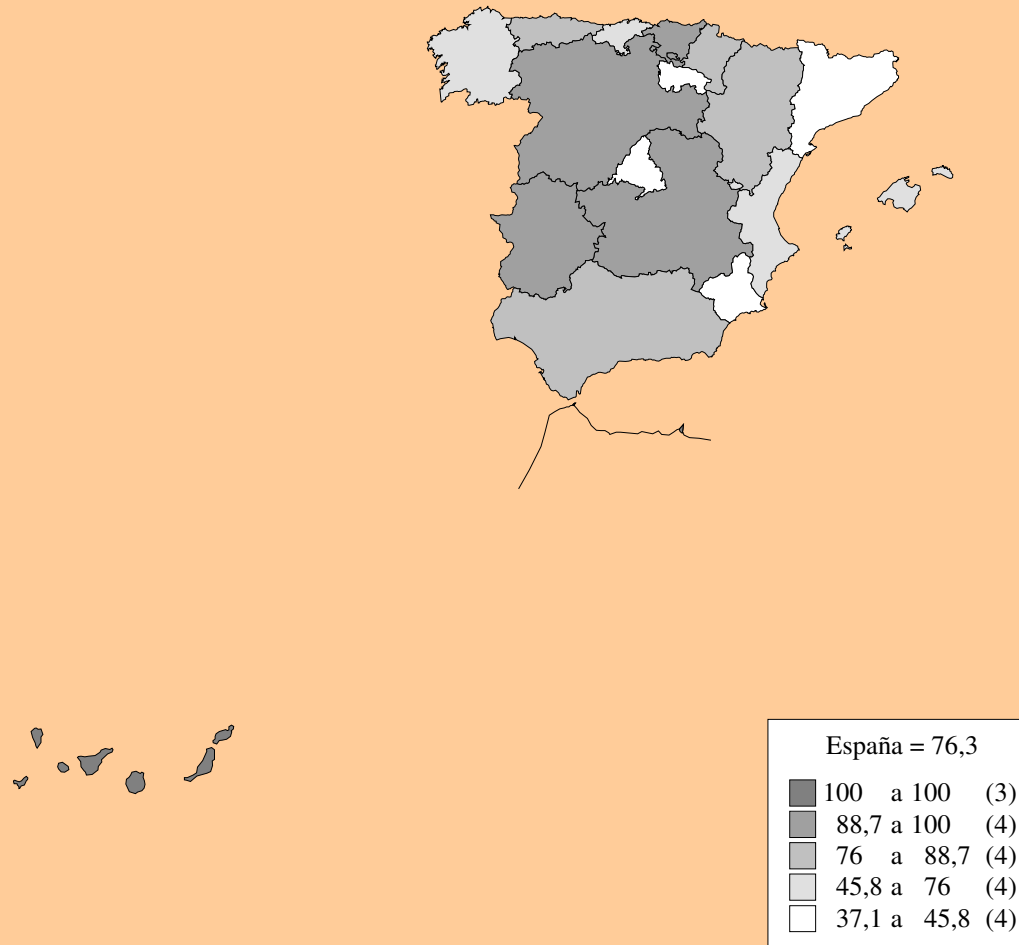 España = 76,3
100 a 100 (3)
88,7 a 100 (4)
76 a 88,7 (4)
45,8 a 76 (4)
37,1 a 45,8 (4)